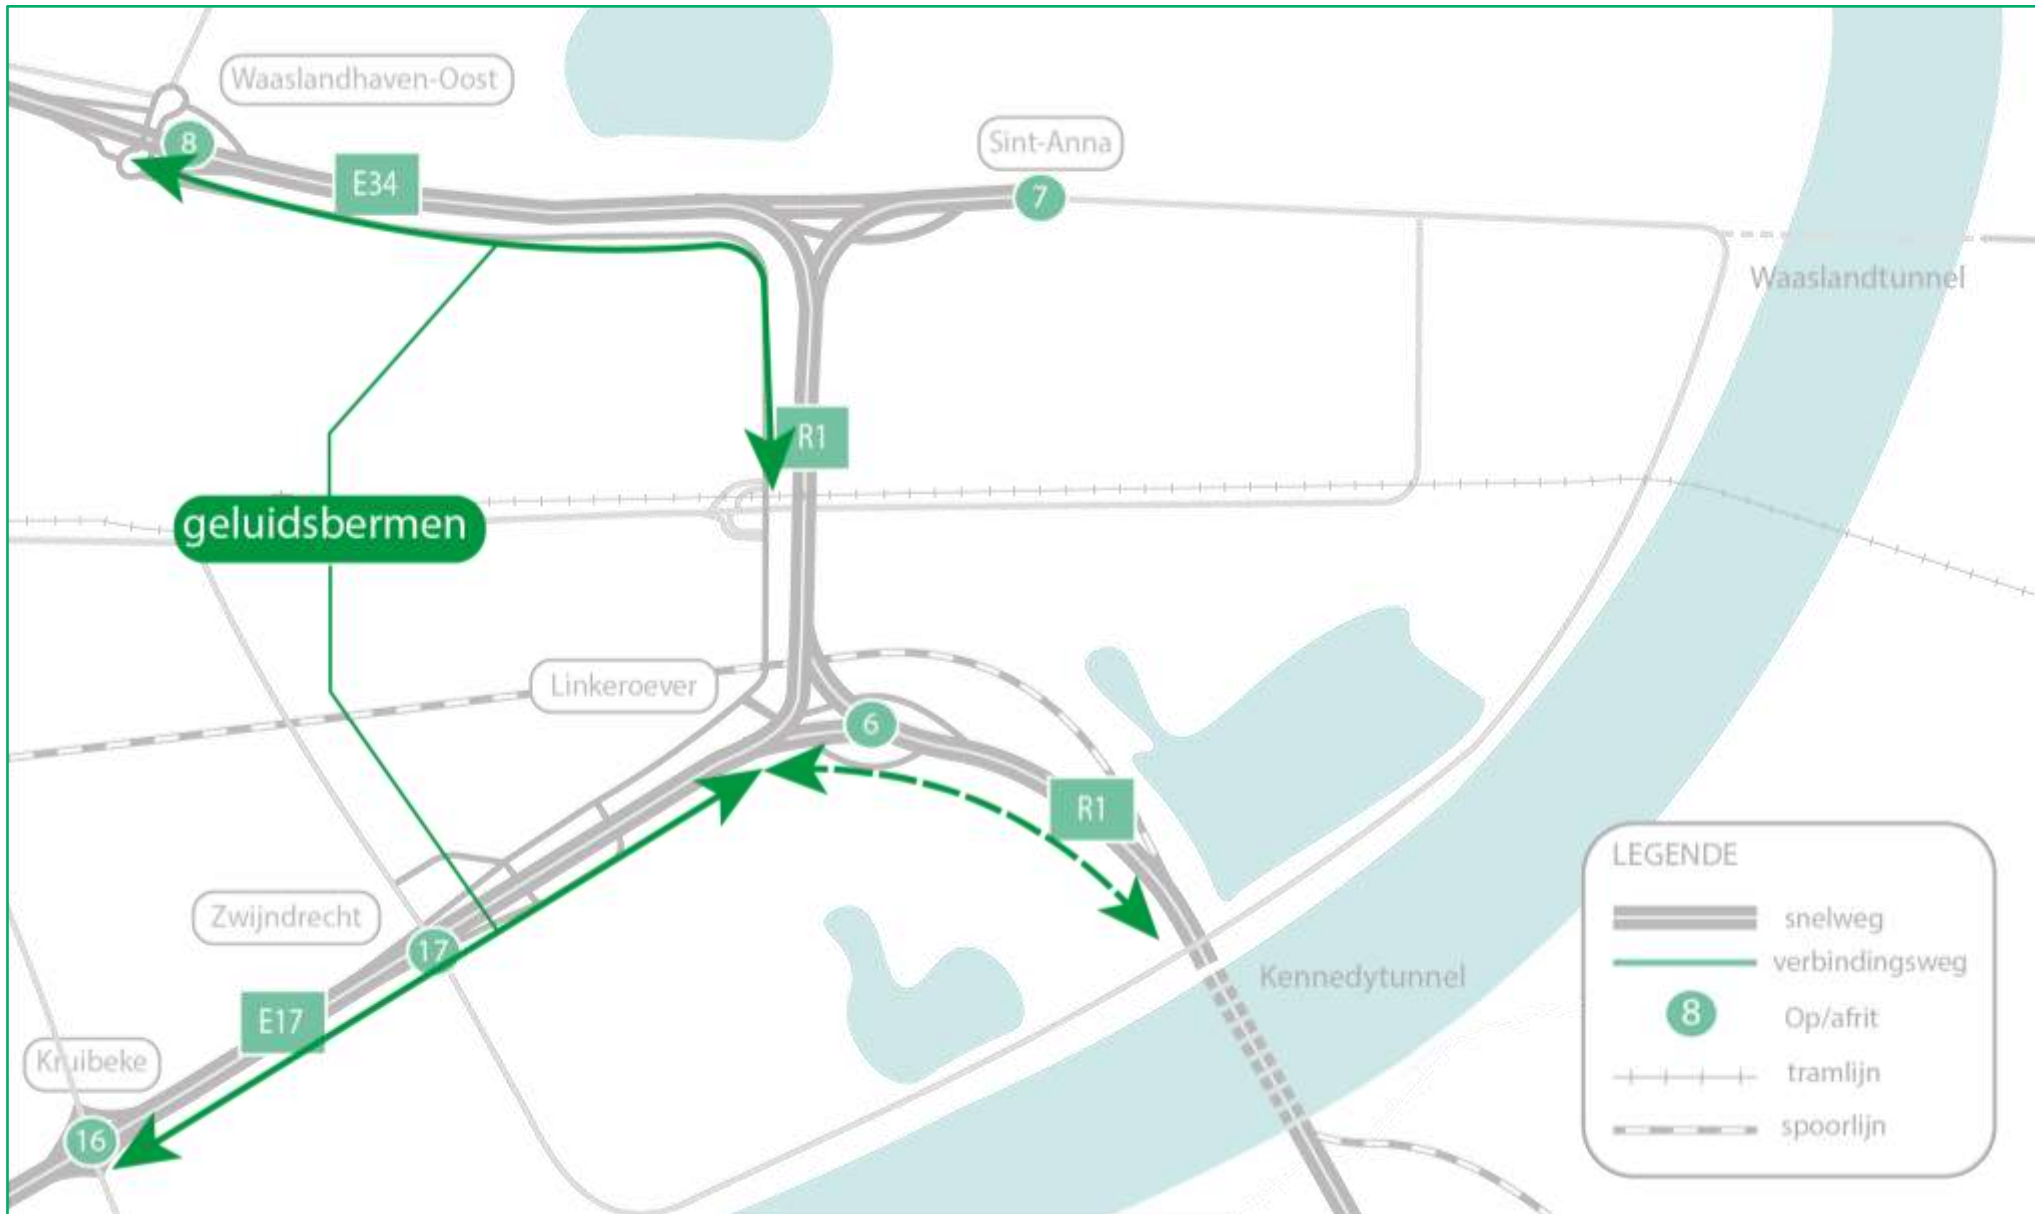 Waaslandhaven-Oost
8
E34
Sint-Anna
7
Waaslandtunnel
R1
geluidsbermen
Linkeroever
6
R1
Zwijndrecht
17
E17
Kruibeke
16
Kennedytunnel
LEGENDE
snelweg
verbindingsweg
8 Op/afrit
tramlijn
spoorlijn